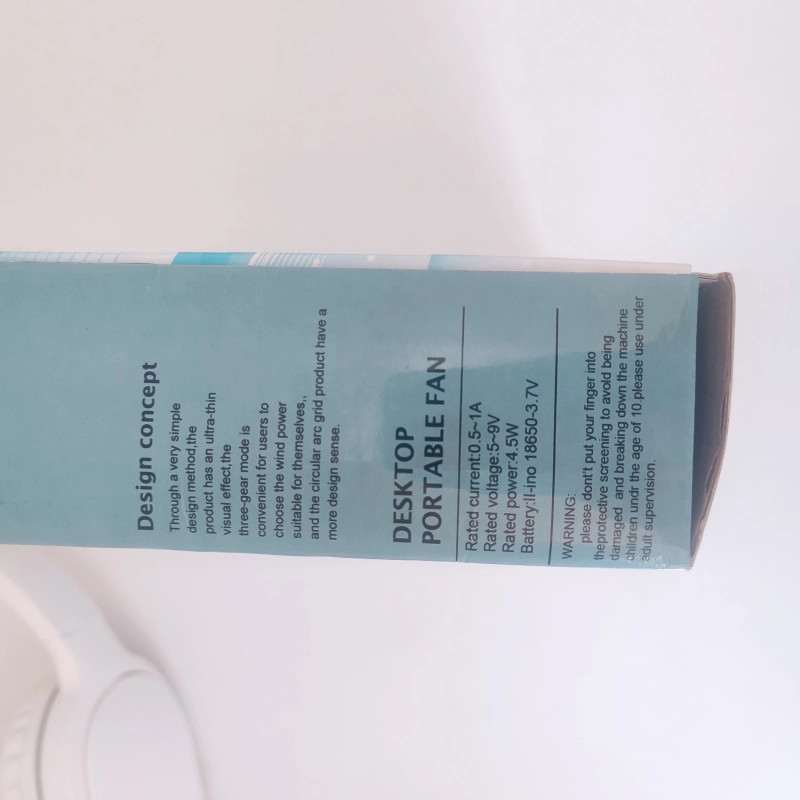 Design concept
Through a very simple
design method,the
product has an ultra-thin
visual effect,the
three-gear mode is
convenient for users to
choose the wind power
suitable for themselves,,
and the circular arc grid product have a
more design sense.
DESKTOP
PORTABLE FAN
Rated current:0.5~1A
Rated voltage:5~9V
Rated power:4.5W
Battery:Il-ino 18650-3.7V
WARNING:
please dont't put your finger into
theprotective screening to avoid being
damaged and breaking down the machine
children undr the age of 10,please use under
adult supervision.